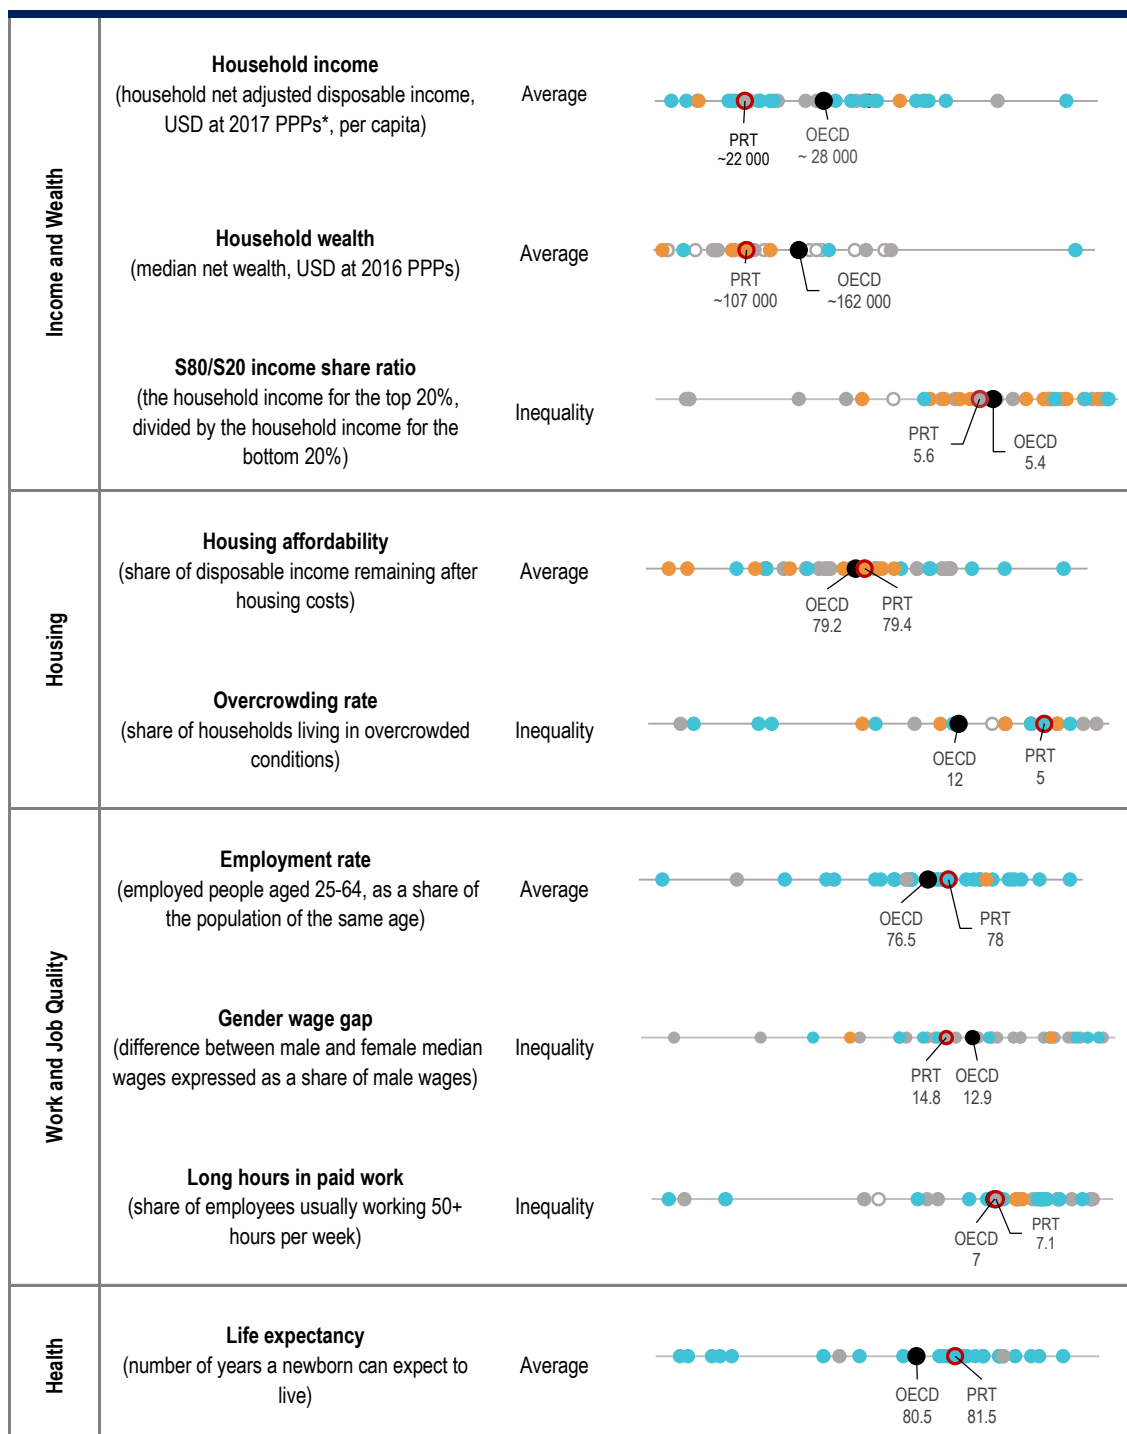 Income and Wealth
Household income
(household net adjusted disposable income,
USD at 2017 PPPs*, per capita)
Average
PRT
~22 000
OECD
~ 28 000
Household wealth
(median net wealth, USD at 2016 PPPs)
Average
PRT
~107 000
OECD
~162 000
S80/S20 income share ratio
(the household income for the top 20%,
divided by the household income for the
bottom 20%)
Inequality
PRT
5.6
OECD
5.4
Housing
Housing affordability
(share of disposable income remaining after
housing costs)
Average
OECD
79.2
PRT
79.4
Overcrowding rate
(share of households living in overcrowded
conditions)
Inequality
OECD
12
PRT
5
Work and Job Quality
Employment rate
(employed people aged 25-64, as a share of
the population of the same age)
Average
OECD
76.5
PRT
78
Gender wage gap
(difference between male and female median
wages expressed as a share of male wages)
Inequality
PRT
14.8
OECD
12.9
Long hours in paid work
(share of employees usually working 50+
hours per week)
Inequality
OECD
7
PRT
7.1
Health
Life expectancy
(number of years a newborn can expect to
live)
Average
OECD
80.5
PRT
81.5